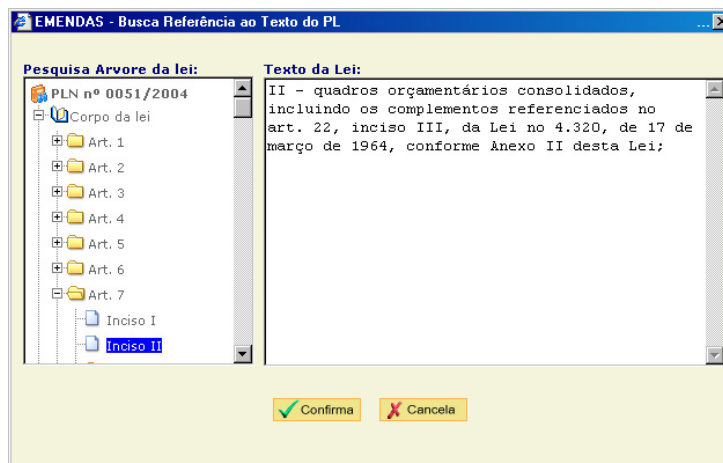 EMENDAS - Busca Referência ao Texto do PL
...
Pesquisa Arvore da lei:
PLN nº 0051/2004
Corpo da lei
Art. 1
Art. 2
Art. 3
Art. 4
Art. 5
Art. 6
Art. 7
Inciso I
Inciso II
Texto da Lei:
II - quadros orçamentários consolidados,
incluindo os complementos referenciados no
art. 22, inciso III, da Lei no 4.320, de 17 de
março de 1964, conforme Anexo II desta Lei;
Confirma
Cancela